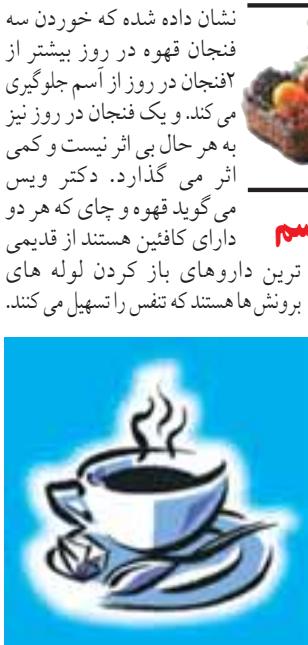 نشان داده شده که خوردن سه
فنجان قهوه در روز بیشتر از
۲فنجان در روز از آسم جلوگیری
می کند. و یک فنجان در روز نیز
به هر حال بی اثر نیست و کمی
اثر می گذارد. دکتر ویس
می گوید قهوه و چای که هر دو
دارای کافئین هستند از قدیمی
ترین داروهای باز کردن لوله های
برونش ها هستند که تنفس را تسهیل می کنند.